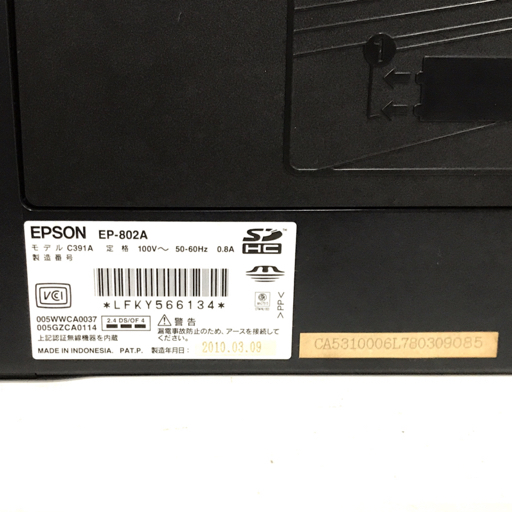 EPSON EP-802A
SD HC
モデル C391A 定格 100V～ 50-60Hz 0.8A
製造番号
*LFKY566134*
VCI
005WWCA0037
005GZCA0114
2.4 DS/OF 4
上記認証無線機器を内蔵
⚠警告
漏電事故防止のため、アースを接続して
ください。
MADE IN INDONESIA. PAT.P. 製造年月日: 2010.03.09
>PP<
CA5310006L780309085
1